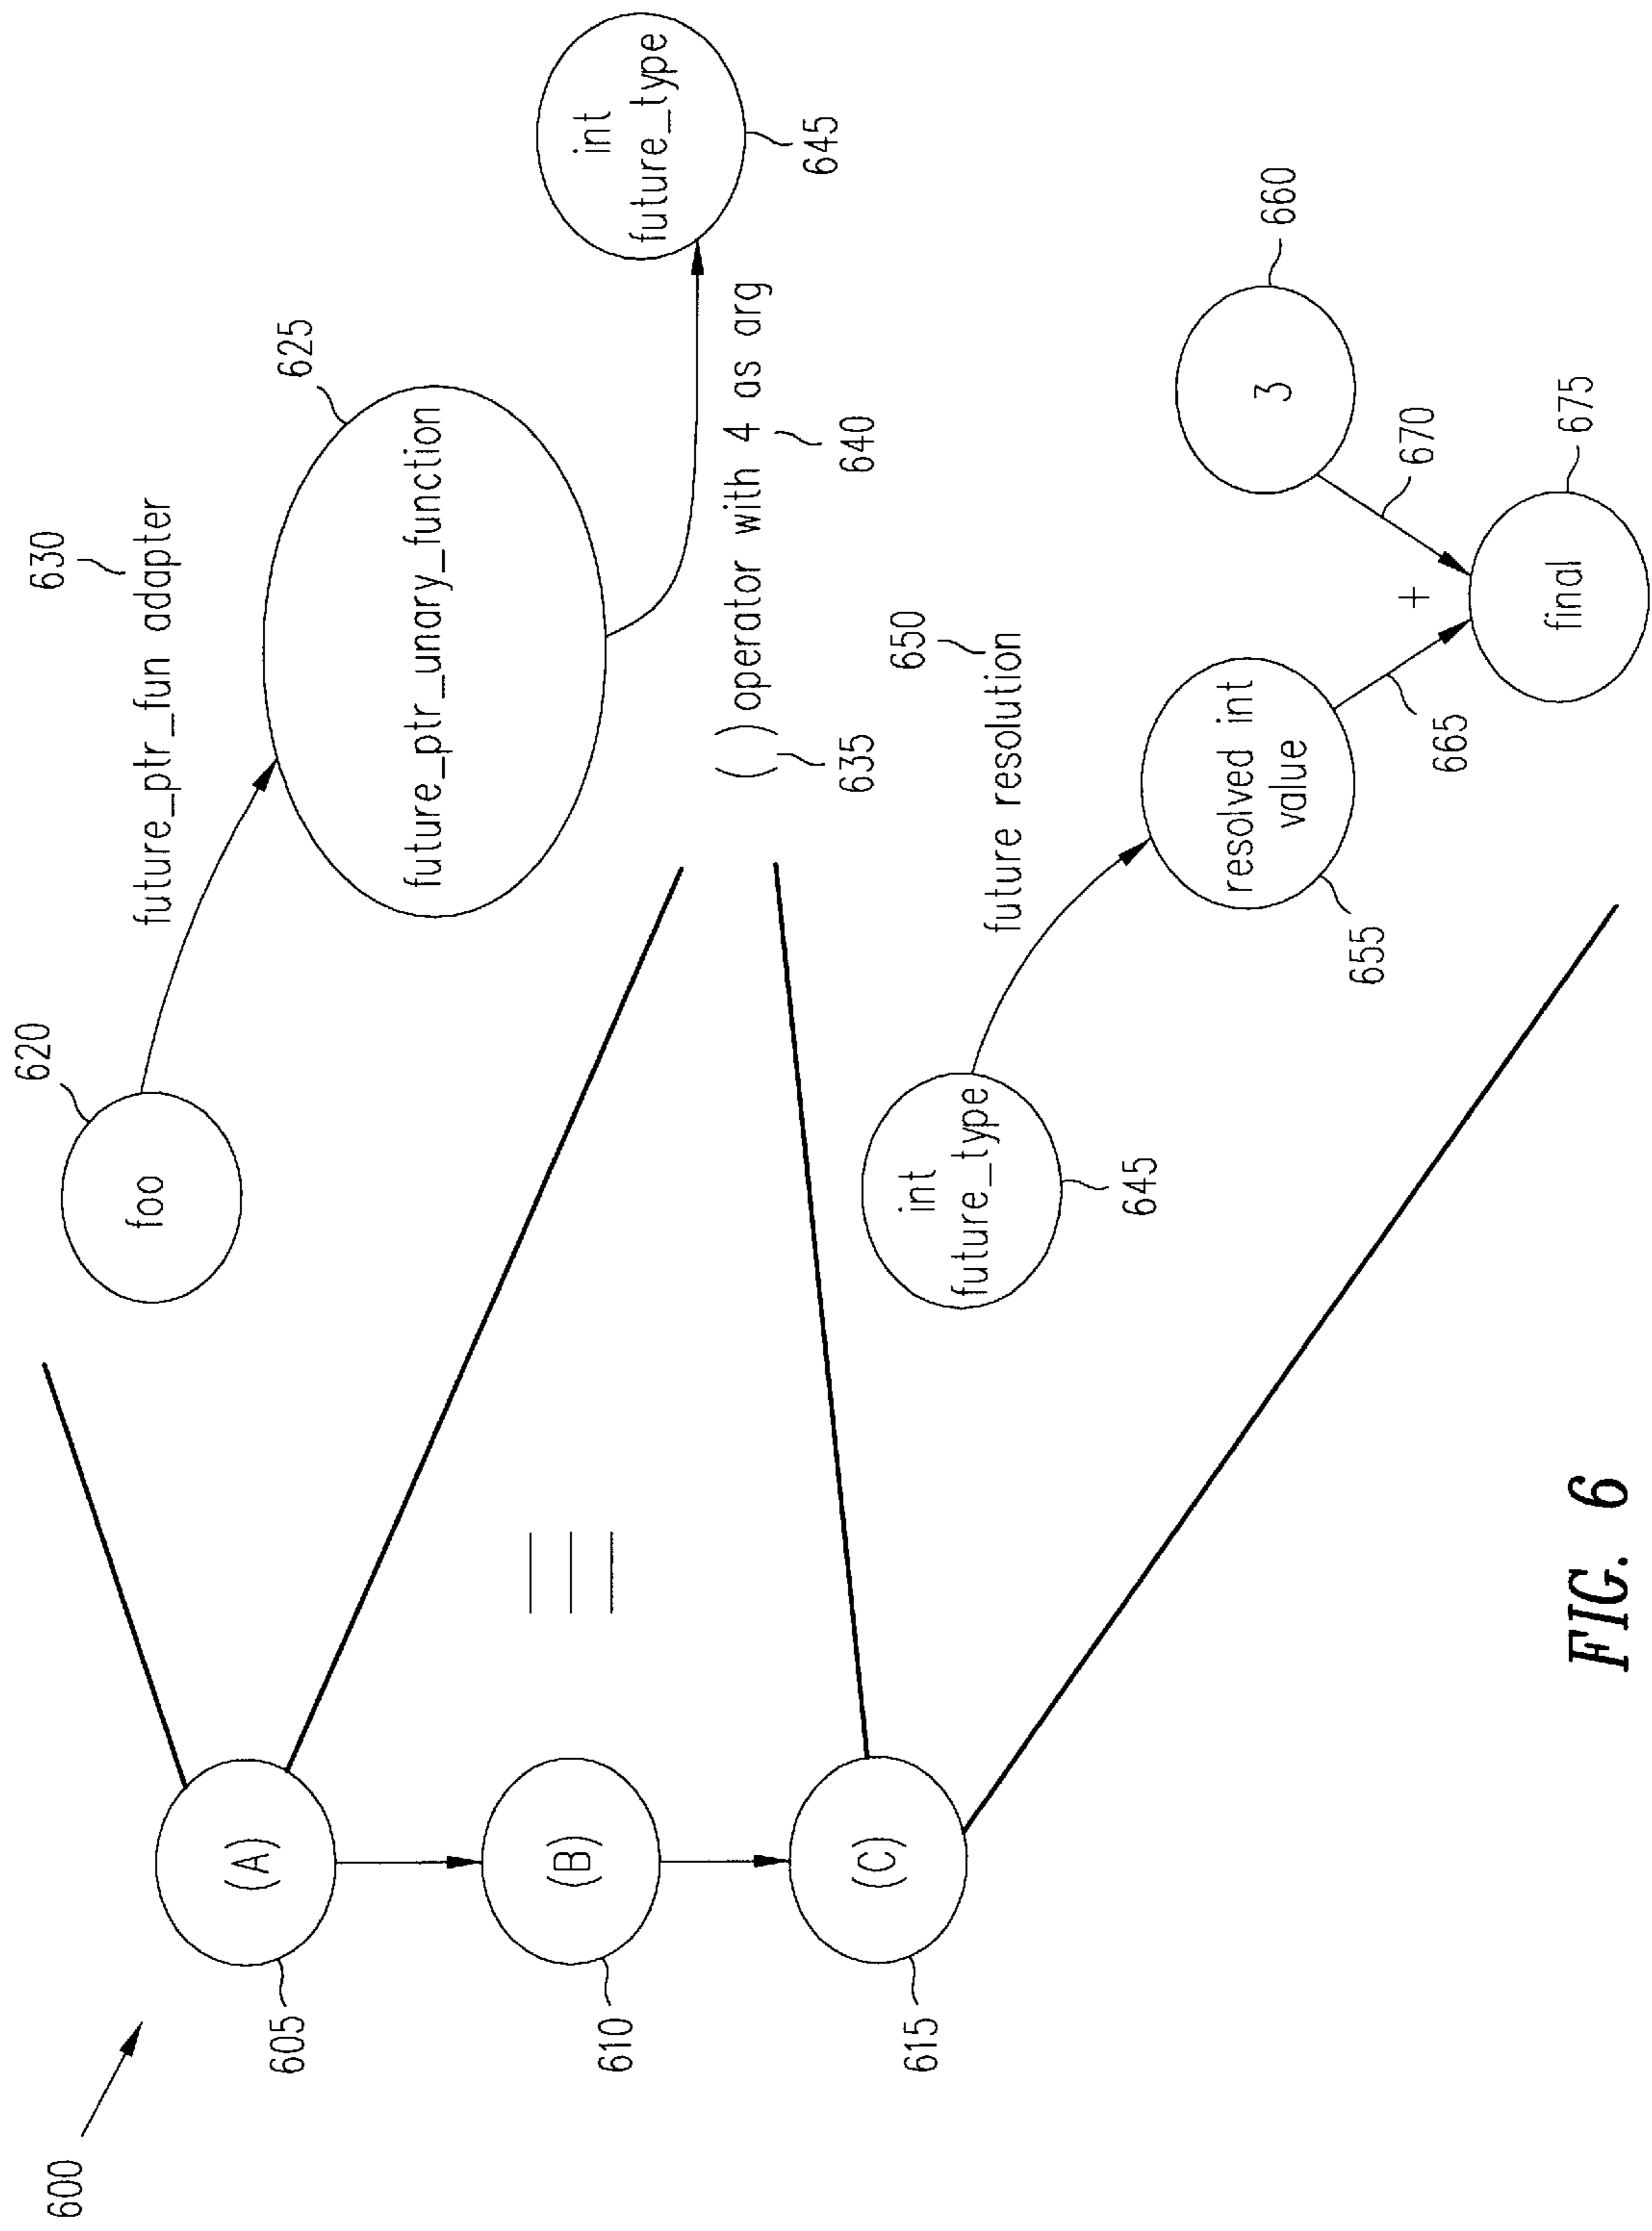 600
605
(A)
610
(B)
615
(C)
620
foo
630
future_ptr_fun adapter
625
future_ptr_unary_function
635
( ) operator with 4 as arg
640
int
future_type
645
int
future_type
645
650
future resolution
655
resolved int
value
660
3
665
+
670
final
675
FIG. 6